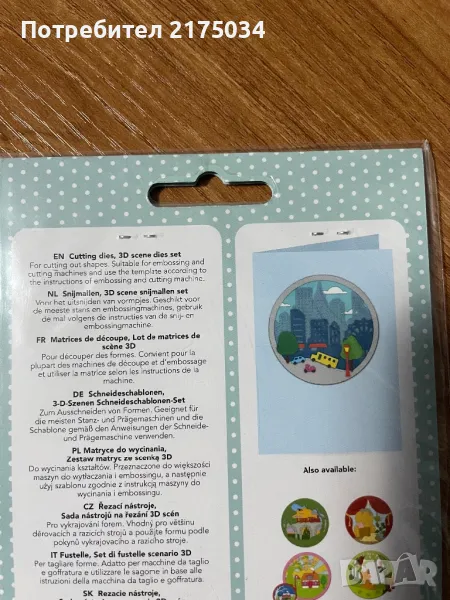 Потребител 2175034
EN Cutting dies, 3D scene dies set
For cutting out shapes. Suitable for embossing and
cutting machines and use the template according to
the instructions of embossing and cutting machine.
NL Snijmallen, 3D scene snijmallen set
Voor het uitsnijden van vormpjes. Geschikt voor
de meeste stans en embossingmachines, gebruik
de mal volgens de instructies van de snij- en
embossingmachine.
FR Matrices de découpe, Lot de matrices de
scène 3D
Pour découper des formes. Convient pour la
plupart des machines de découpe et d'embossage
et utiliser la matrice selon les instructions de la
machine.
DE Schneideschablonen,
3-D-Szenen Schneideschablonen-Set
Zum Ausschneiden von Formen. Geeignet für
die meisten Stanz- und Prägemaschinen und die
Schablone gemäß den Anweisungen der Schneide-
und Prägemaschine verwenden.
PL Matryce do wycinania,
Zestaw matryc ze scenką 3D
Do wycinania kształtów. Przeznaczone do większości
maszyn do wytłaczania i embossingu, a następnie
użyj szablonu zgodnie z instrukcją maszyny do
wycinania i embossingu.
CZ Řezací nástroje,
Sada nástrojů na řezání 3D scén
Pro vykrajování forem. Vhodný pro většinu
děrovacích a razicích strojů a použijte formu podle
pokynů vykrajovacího a razicího stroje.
IT Fustelle, Set di fustelle scenario 3D
Per tagliare forme. Adatto per macchine da taglio
e goffratura e utilizzare le sagome in base alle
istruzioni della macchina da taglio e goffratura.
SK Rezacie nástroje,
Also available:
BAZAR